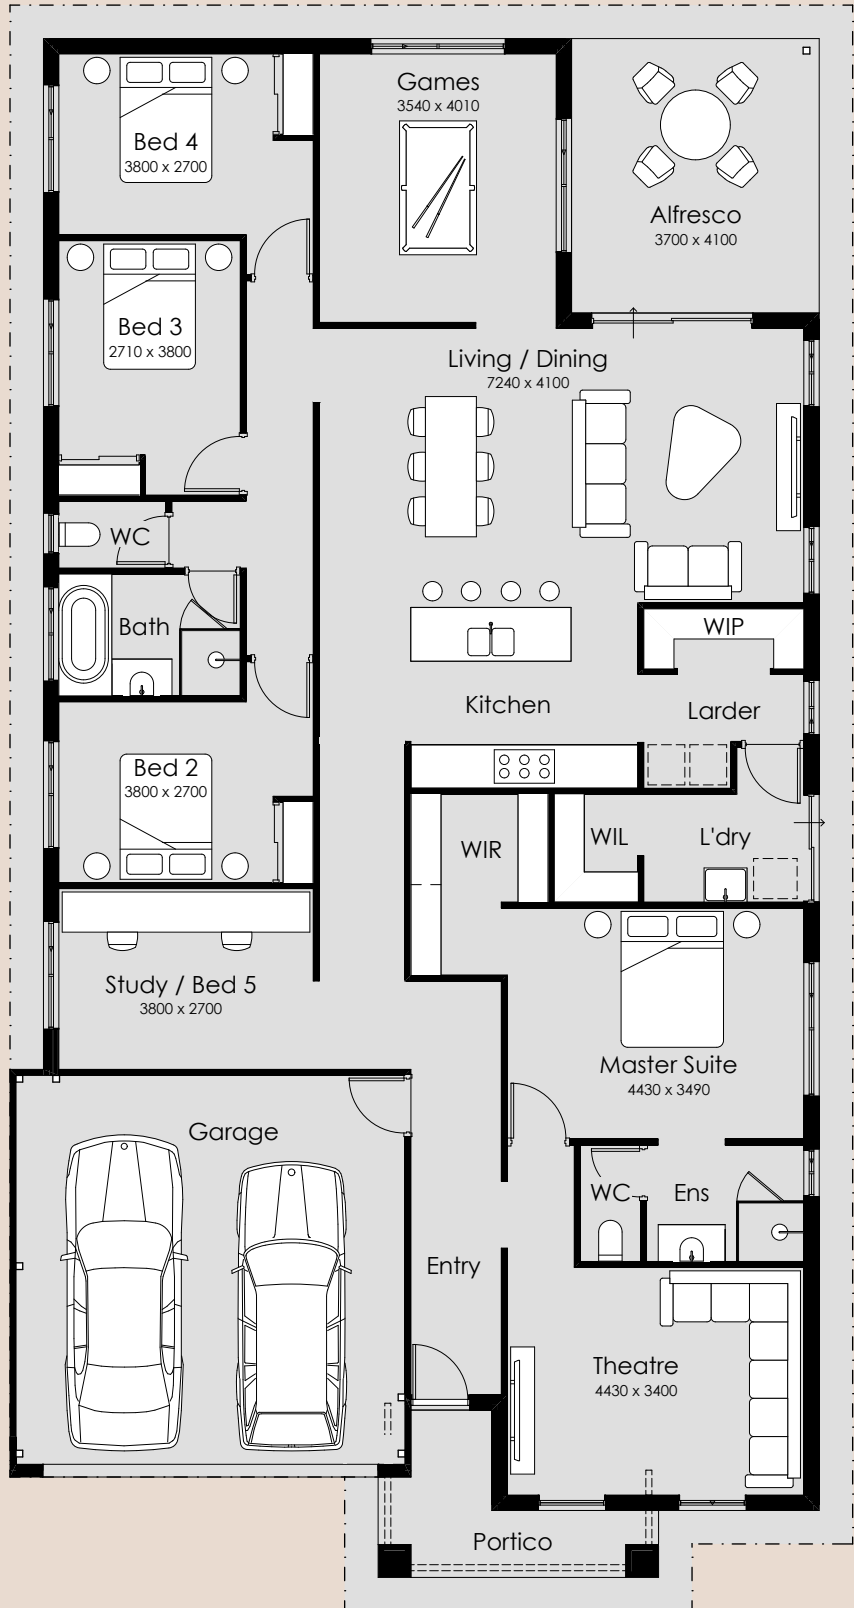 Games
3540 x 4010
Bed 4
3800 x 2700
Alfresco
3700 x 4100
Bed 3
2710 x 3800
Living / Dining
7240 x 4100
WC
Bath
WIP
Kitchen
Larder
Bed 2
3800 x 2700
WIR
WIL
L'dry
Study / Bed 5
3800 x 2700
Master Suite
4430 x 3490
Garage
WC
Ens
Entry
Theatre
4430 x 3400
Portico